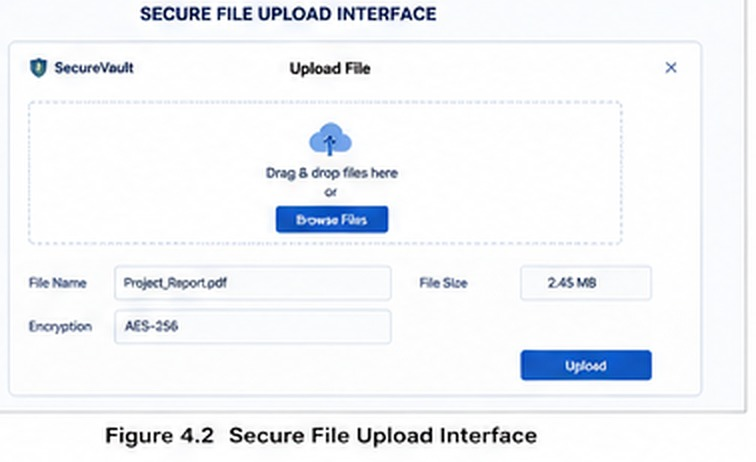 SECURE FILE UPLOAD INTERFACE
SecureVault Upload File
Drag & drop files here
or
Browse Files
File Name Project_Report.pdf File Size 2.45 MB
Encryption AES-256
Upload
Figure 4.2 Secure File Upload Interface